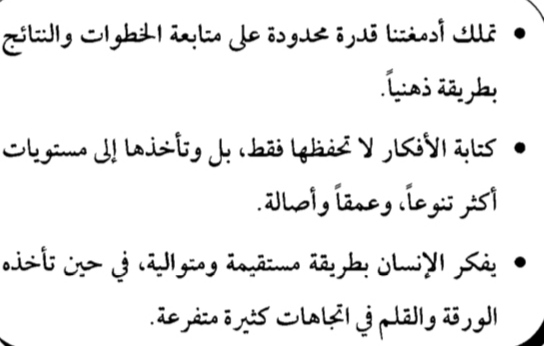 • تملك أدمغتنا قدرة محدودة على متابعة الخطوات والنتائج
بطريقة ذهنياً.
• كتابة الأفكار لا تحفظها فقط، بل وتأخذها إلى مستويات
أكثر تنوعاً، وعمقاً وأصالة.
• يفكر الإنسان بطريقة مستقيمة ومتوالية، في حين تأخذه
الورقة والقلم في اتجاهات كثيرة متفرعة.